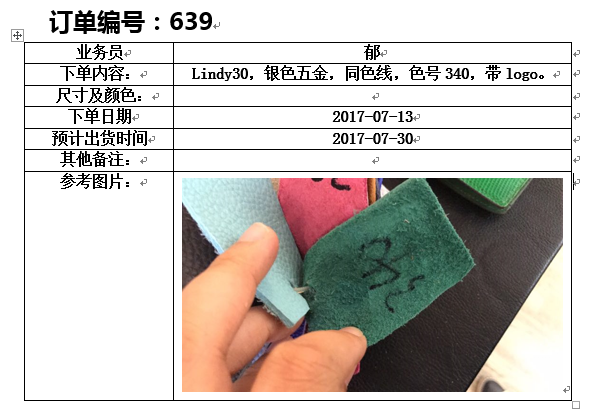 订单编号：639
业务员 郁
下单内容： Lindy30，银色五金，同色线，色号 340，带 logo。
尺寸及颜色：
下单日期 2017-07-13
预计出货时间 2017-07-30
其他备注：
参考图片：
340